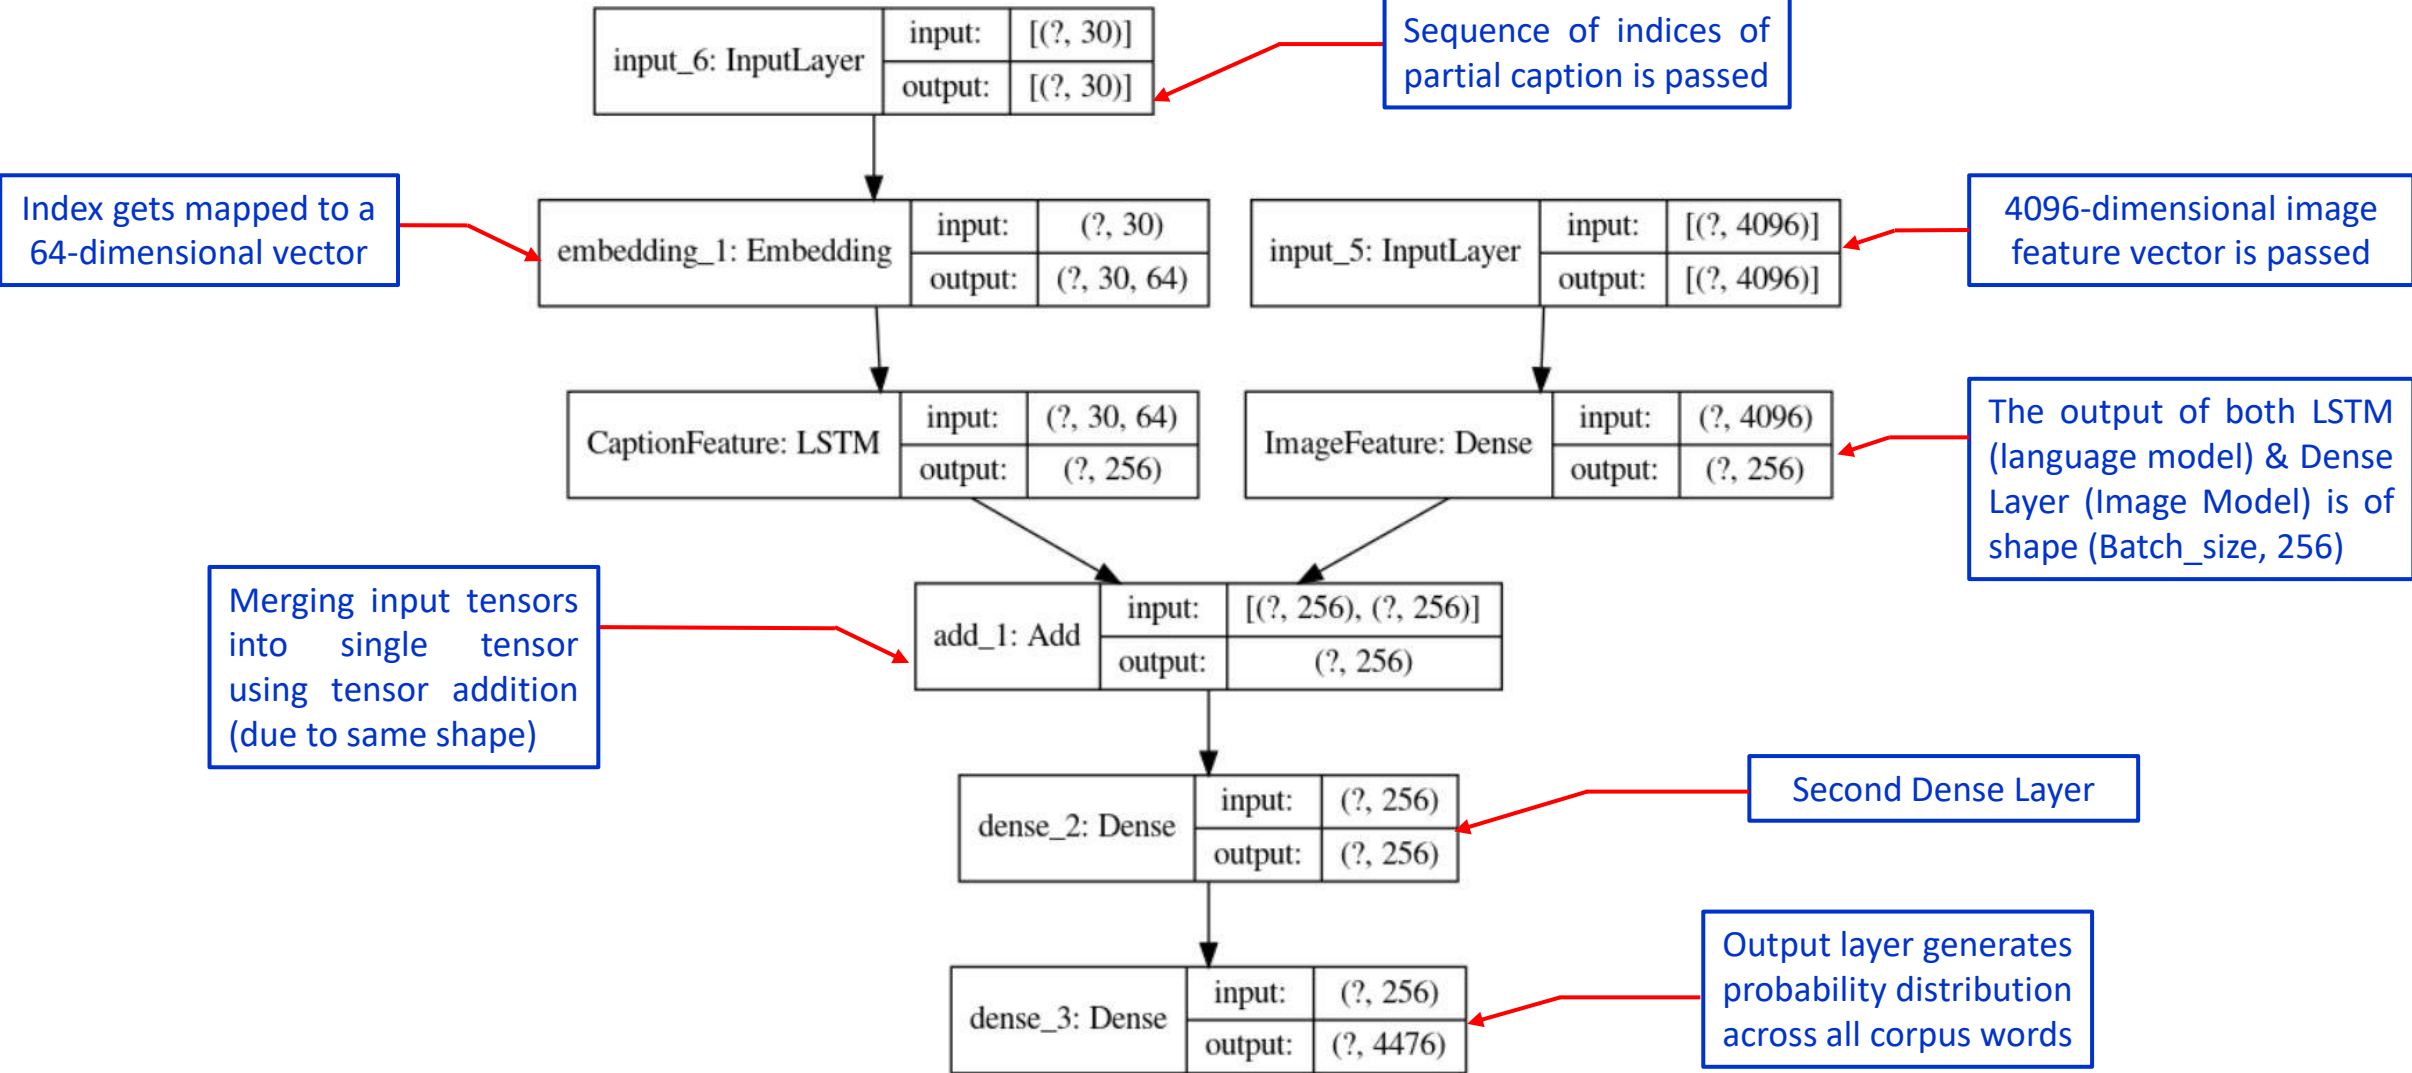 input_6: InputLayer
input: [(?, 30)]
output: [(?, 30)]
Sequence of indices of
partial caption is passed
Index gets mapped to a
64-dimensional vector
embedding_1: Embedding
input: (?, 30)
output: (?, 30, 64)
input_5: InputLayer
input: [(?, 4096)]
output: [(?, 4096)]
4096-dimensional image
feature vector is passed
CaptionFeature: LSTM
input: (?, 30, 64)
output: (?, 256)
ImageFeature: Dense
input: (?, 4096)
output: (?, 256)
The output of both LSTM
(language model) & Dense
Layer (Image Model) is of
shape (Batch_size, 256)
Merging input tensors
into single tensor
using tensor addition
(due to same shape)
add_1: Add
input: [(?, 256), (?, 256)]
output: (?, 256)
dense_2: Dense
input: (?, 256)
output: (?, 256)
Second Dense Layer
dense_3: Dense
input: (?, 256)
output: (?, 4476)
Output layer generates
probability distribution
across all corpus words